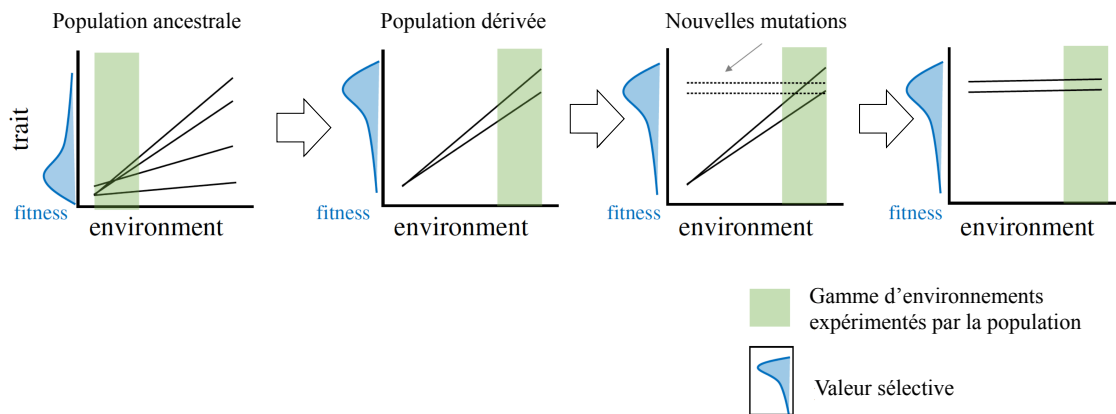 Population ancestrale
Population dérivée
Nouvelles mutations
trait
fitness
environment
fitness
environment
fitness
environment
fitness
environment
Gamme d'environnements
expérimentés par la population
Valeur sélective